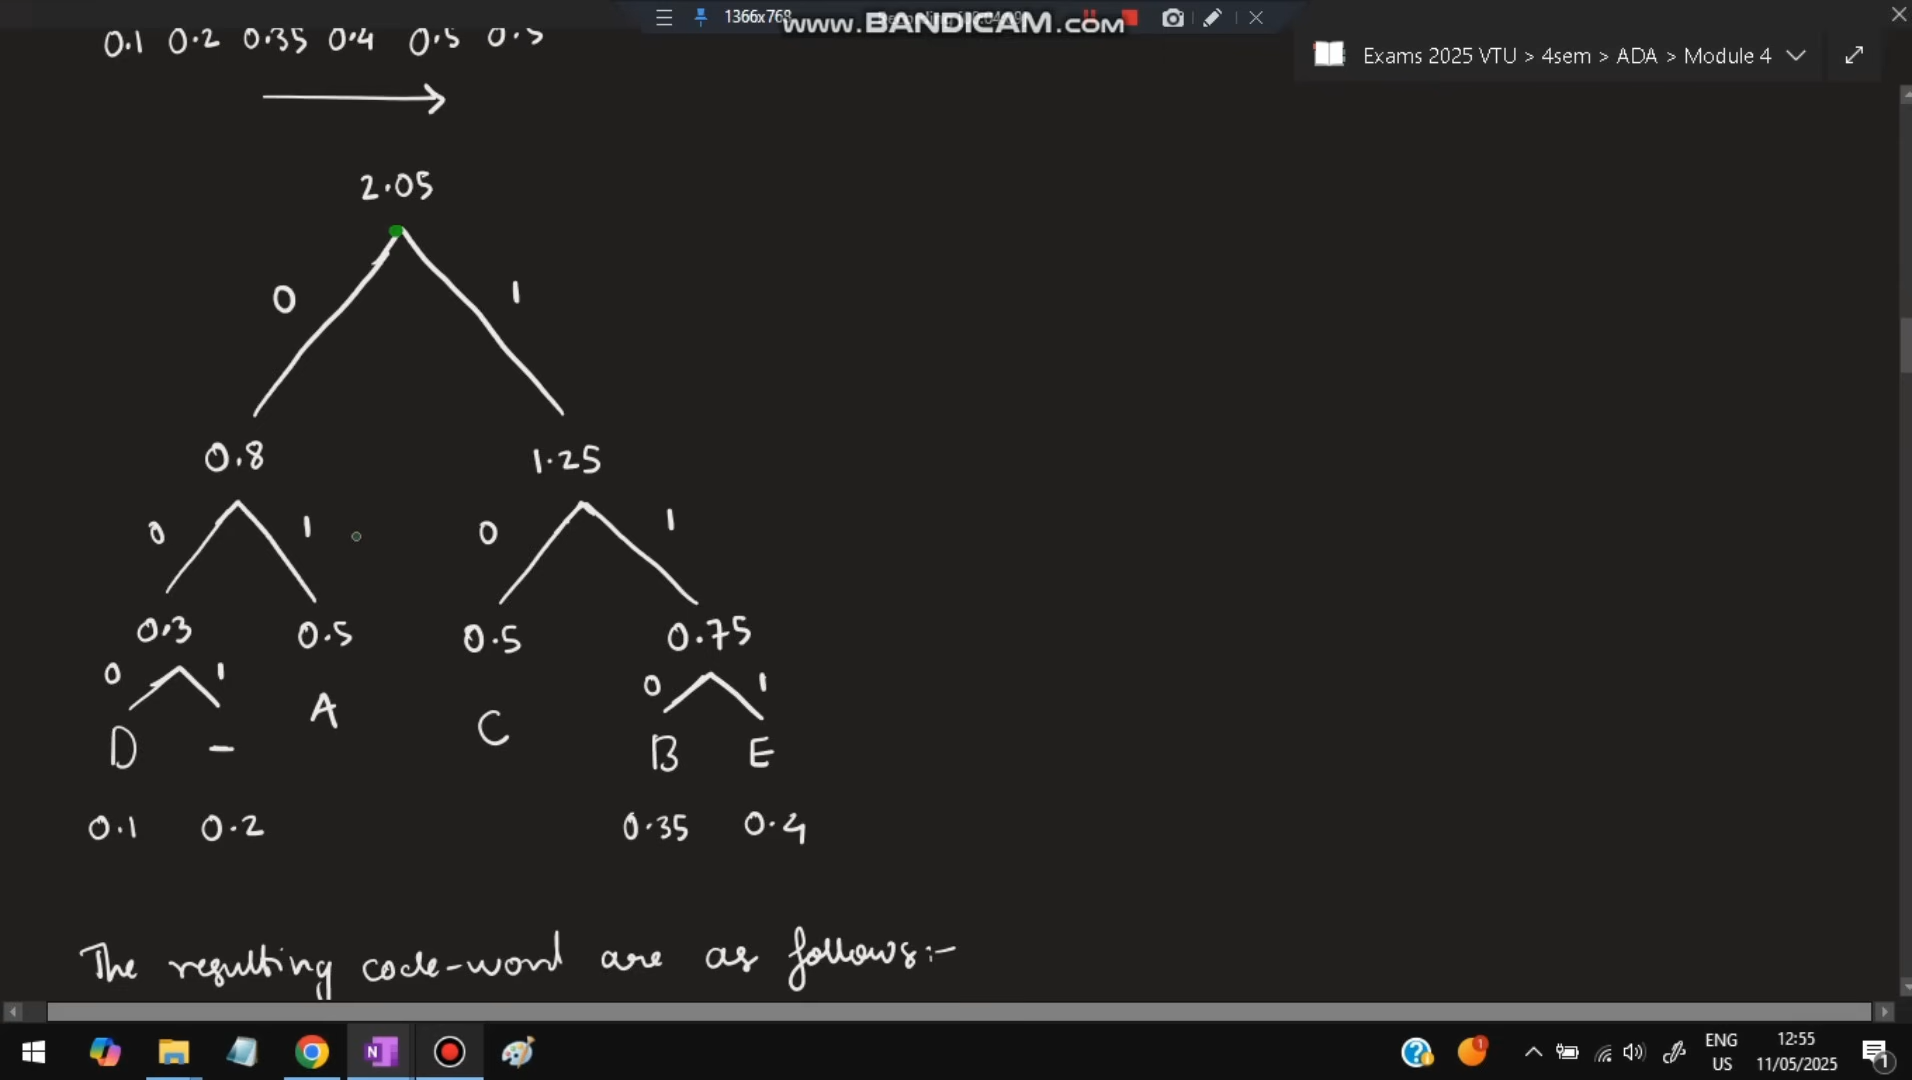 1366x768
www.BANDICAM.com
Exams 2025 VTU > 4sem > ADA > Module 4
0.1 0.2 0.35 0.4 0.5 0.5
2.05
0 1
0.8 1.25
0 1 0 1
0.3 0.5 0.5 0.75
0 1 0 1
A C
D - B E
0.1 0.2 0.35 0.4
The resulting code-word are as follows:-
N
1
ENG
US
12:55
11/05/2025
1